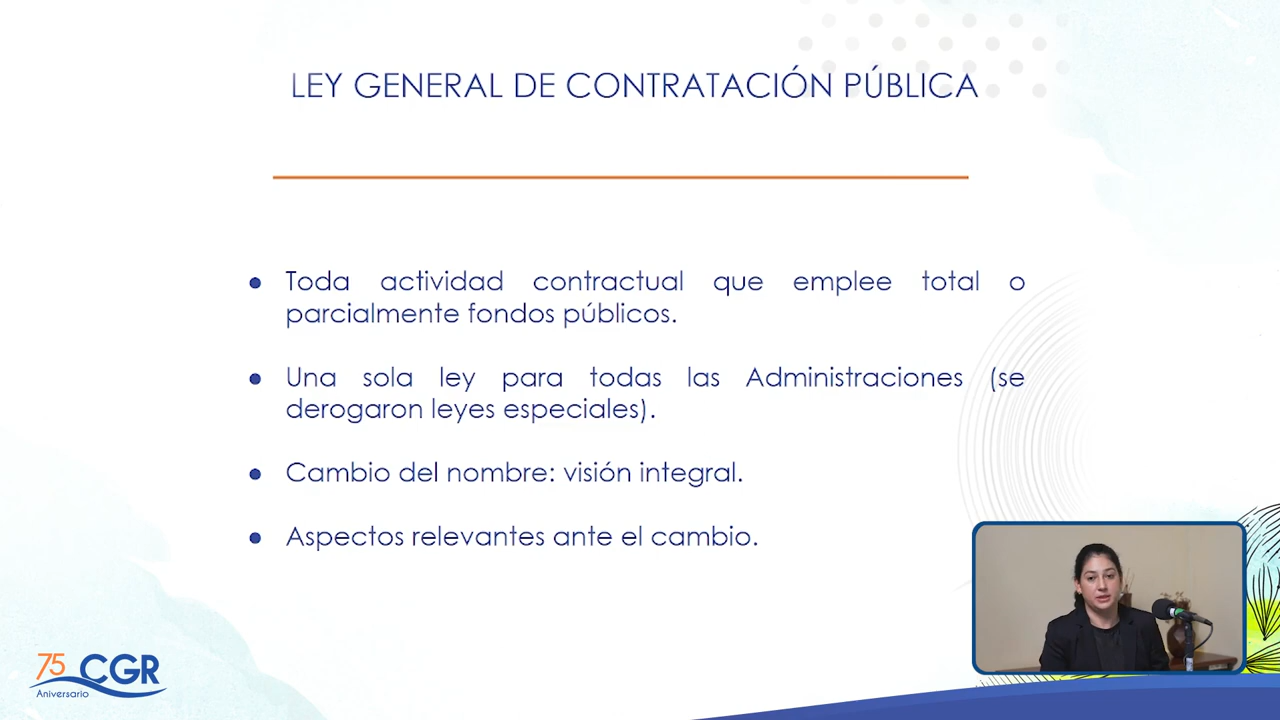 LEY GENERAL DE CONTRATACIÓN PÚBLICA
● Toda actividad contractual que emplee total o
parcialmente fondos públicos.
● Una sola ley para todas las Administraciones (se
derogaron leyes especiales).
● Cambio del nombre: visión integral.
● Aspectos relevantes ante el cambio.
75 CGR
Aniversario